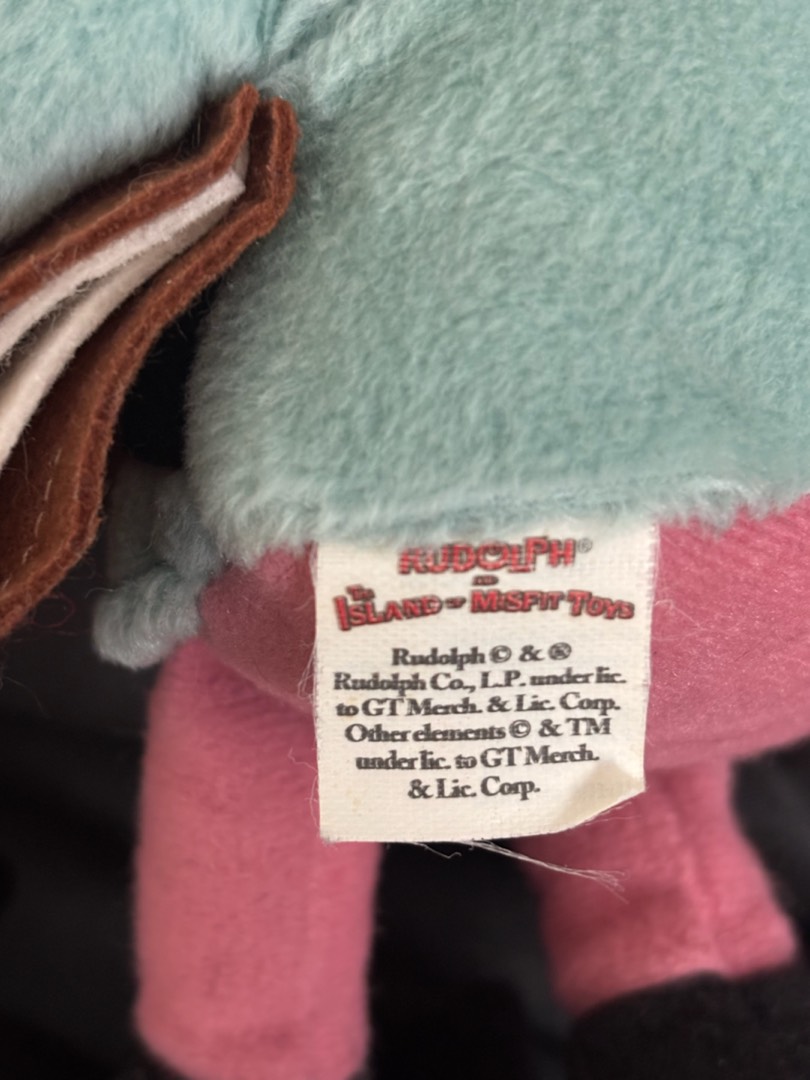 RUDOLPH®
AND
THE
ISLAND OF MISFIT TOYS
Rudolph © & ®
Rudolph Co., L.P. under lic.
to GT Merch. & Lic. Corp.
Other elements © & TM
under lic. to GT Merch.
& Lic. Corp.